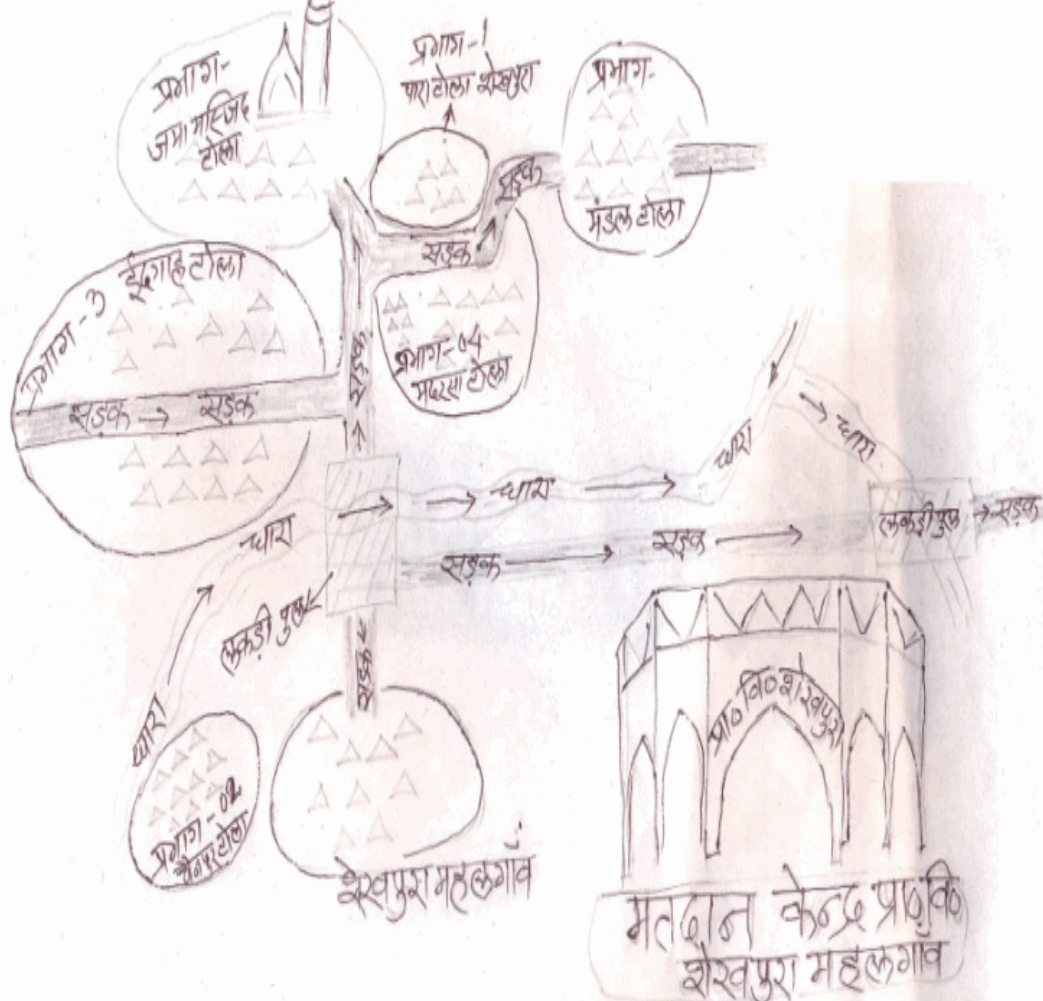 प्रभाग-
जमा मस्जिद
टोला
प्रभाग-1
पारा टोला शेखपुरा
प्रभाग-
मंडल टोला
सड़क
सड़क
प्रभाग-3 ईदगाह टोला
सड़क → सड़क
सड़क
प्रभाग-04
मदरसा टोला
धारा
धारा
धारा
धारा
धारा
लकड़ी पुल
सड़क
सड़क
सड़क
लकड़ी पुल
सड़क
प्रभाग-02
टोला
शेखपुरा महलगाँव
प्रा० वि० शेखपुरा
मतदान केन्द्र प्रा० वि०
शेखपुरा महलगाँव